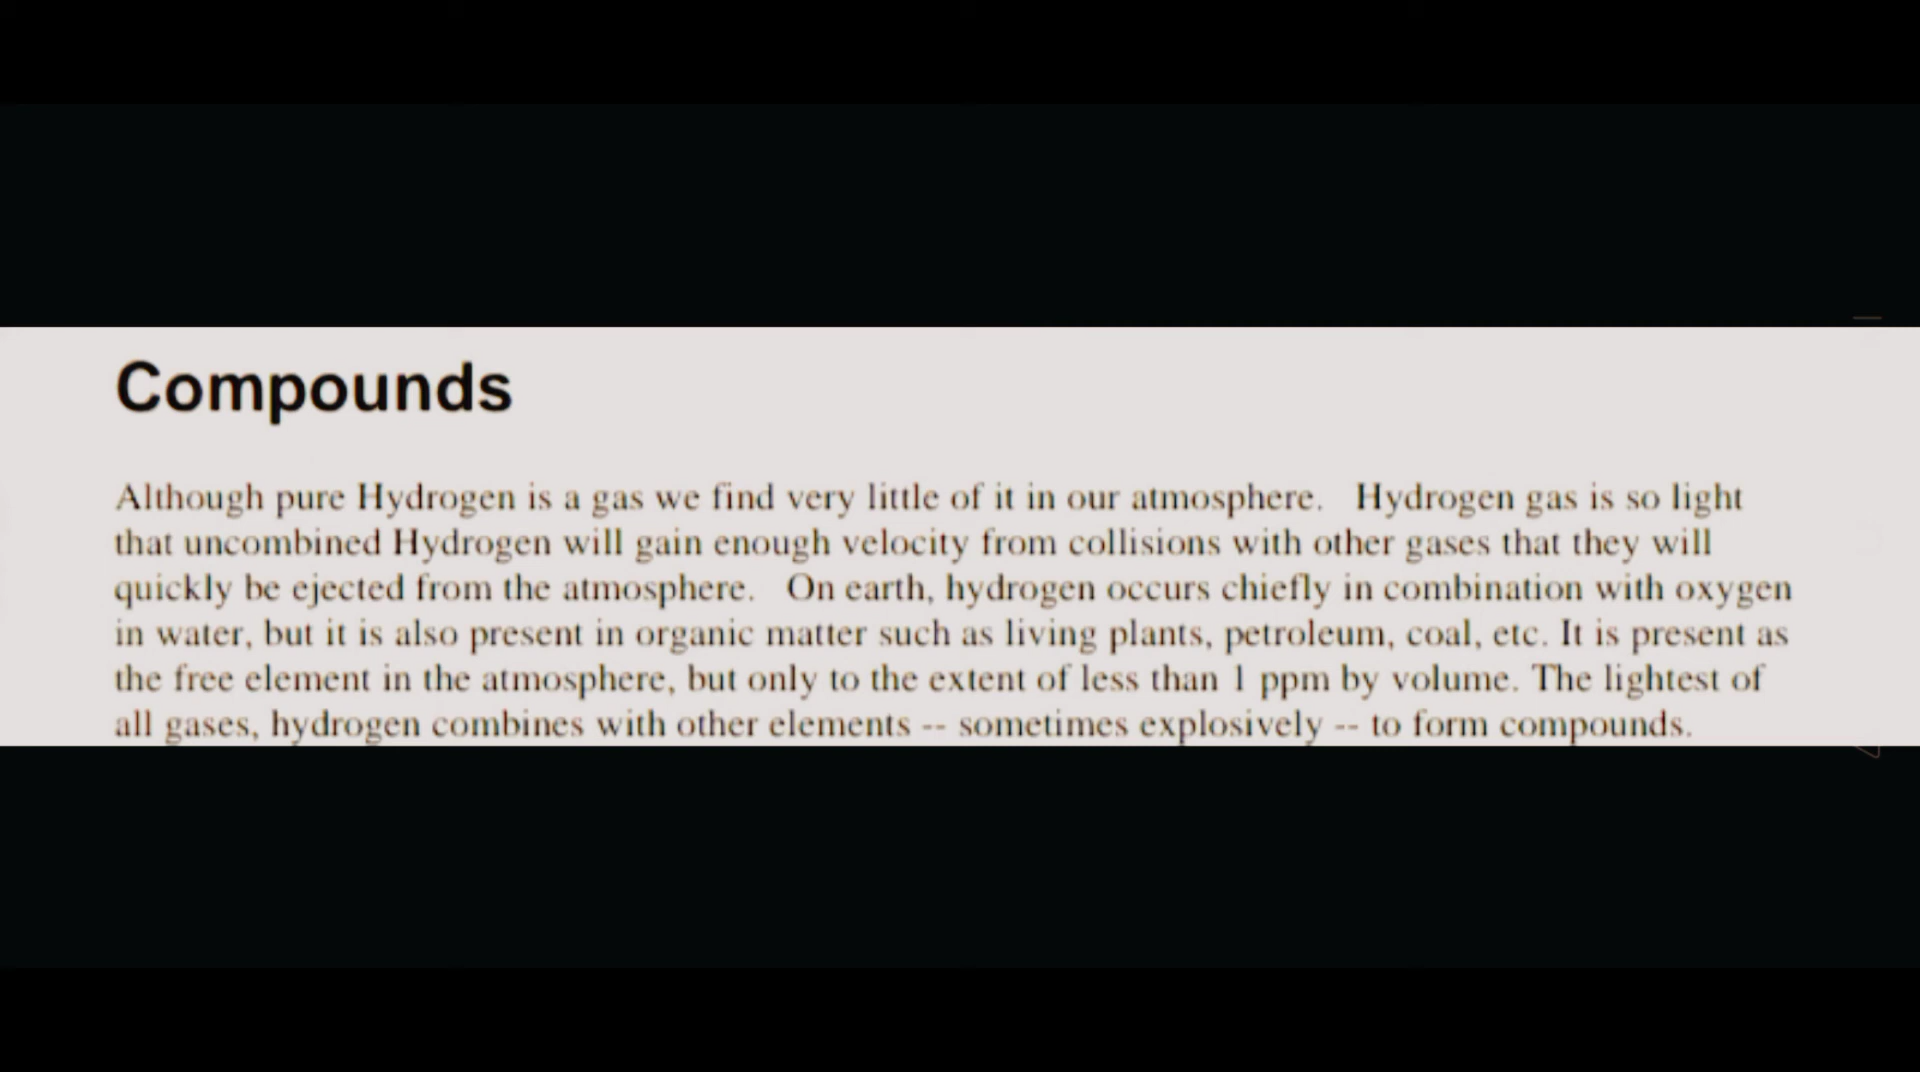 Compounds
Although pure Hydrogen is a gas we find very little of it in our atmosphere.   Hydrogen gas is so light
that uncombined Hydrogen will gain enough velocity from collisions with other gases that they will
quickly be ejected from the atmosphere.   On earth, hydrogen occurs chiefly in combination with oxygen
in water, but it is also present in organic matter such as living plants, petroleum, coal, etc. It is present as
the free element in the atmosphere, but only to the extent of less than 1 ppm by volume. The lightest of
all gases, hydrogen combines with other elements -- sometimes explosively -- to form compounds.